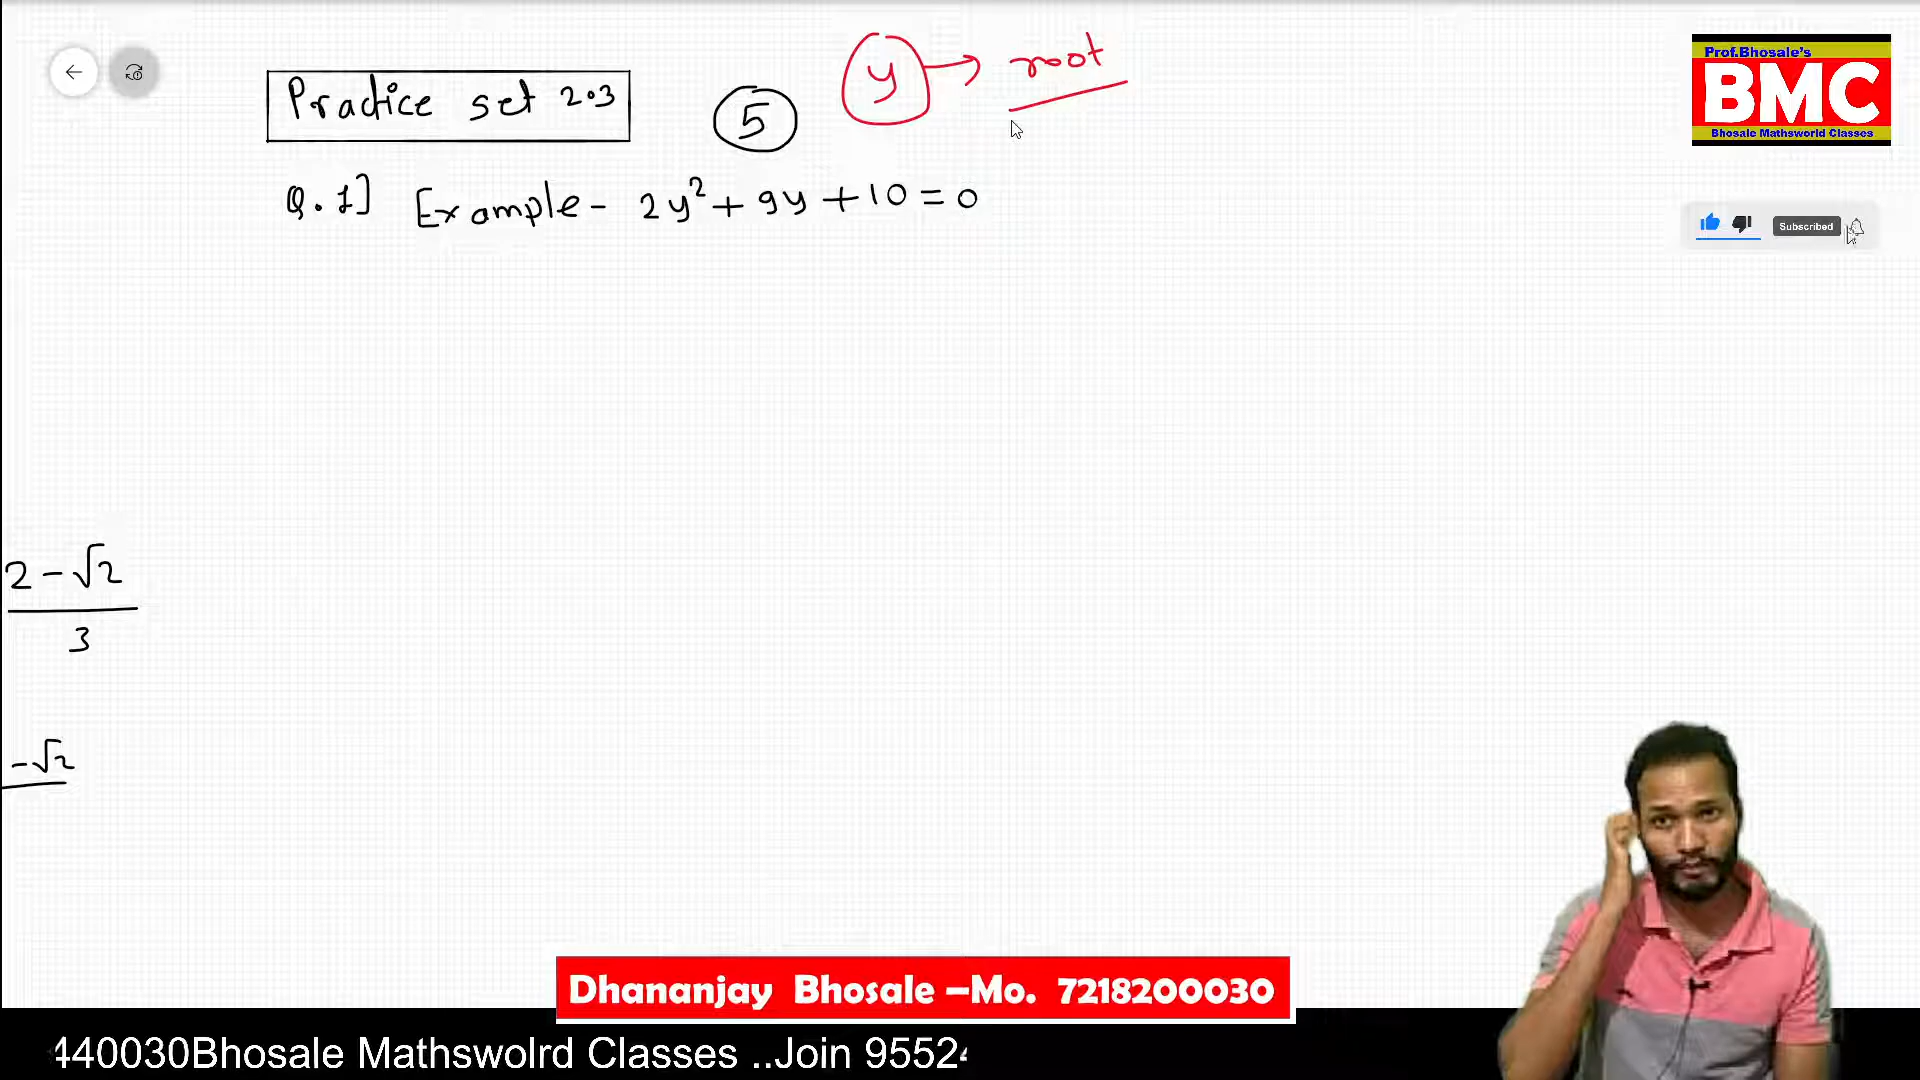 Practice set 2.3
5
y → root
Prof.Bhosale's
BMC
Bhosale Mathsworld Classes
Q.1] Example - 2y² + 9y + 10 = 0
Subscribed
2 - √2
3
-√2
Dhananjay Bhosale –Mo. 7218200030
440030Bhosale Mathswolrd Classes ..Join 9552